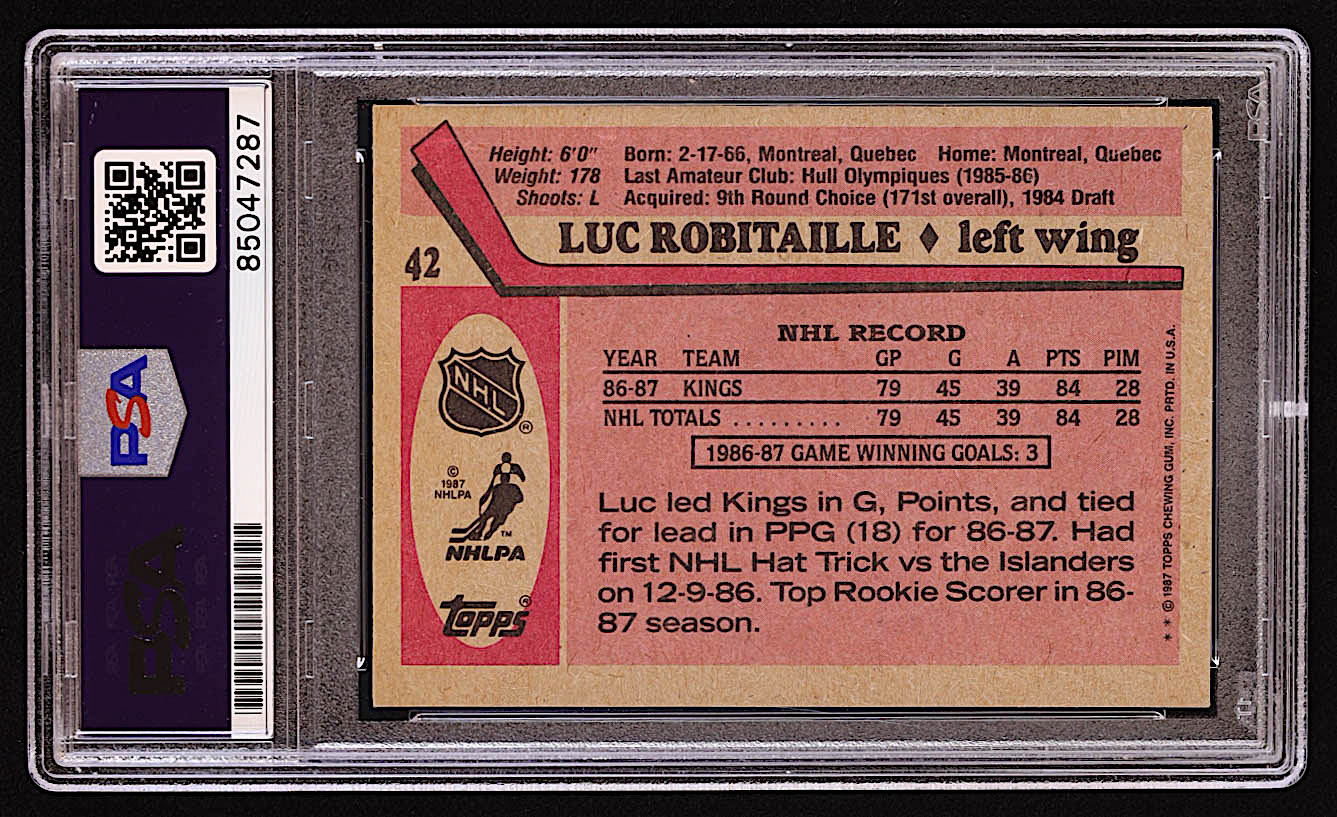 85047287
PSA
PSA
PSA
Height: 6'0" Born: 2-17-66, Montreal, Quebec Home: Montreal, Quebec
Weight: 178 Last Amateur Club: Hull Olympiques (1985-86)
Shoots: L Acquired: 9th Round Choice (171st overall), 1984 Draft
LUC ROBITAILLE ♦ left wing
42
NHL
®
©
1987
NHLPA
TM
NHLPA
topps®
NHL RECORD
YEAR TEAM GP G A PTS PIM
86-87 KINGS 79 45 39 84 28
NHL TOTALS ......... 79 45 39 84 28
1986-87 GAME WINNING GOALS: 3
Luc led Kings in G, Points, and tied
for lead in PPG (18) for 86-87. Had
first NHL Hat Trick vs the Islanders
on 12-9-86. Top Rookie Scorer in 86-
87 season.
* * © 1987 TOPPS CHEWING GUM, INC. PRTD. IN U.S.A.